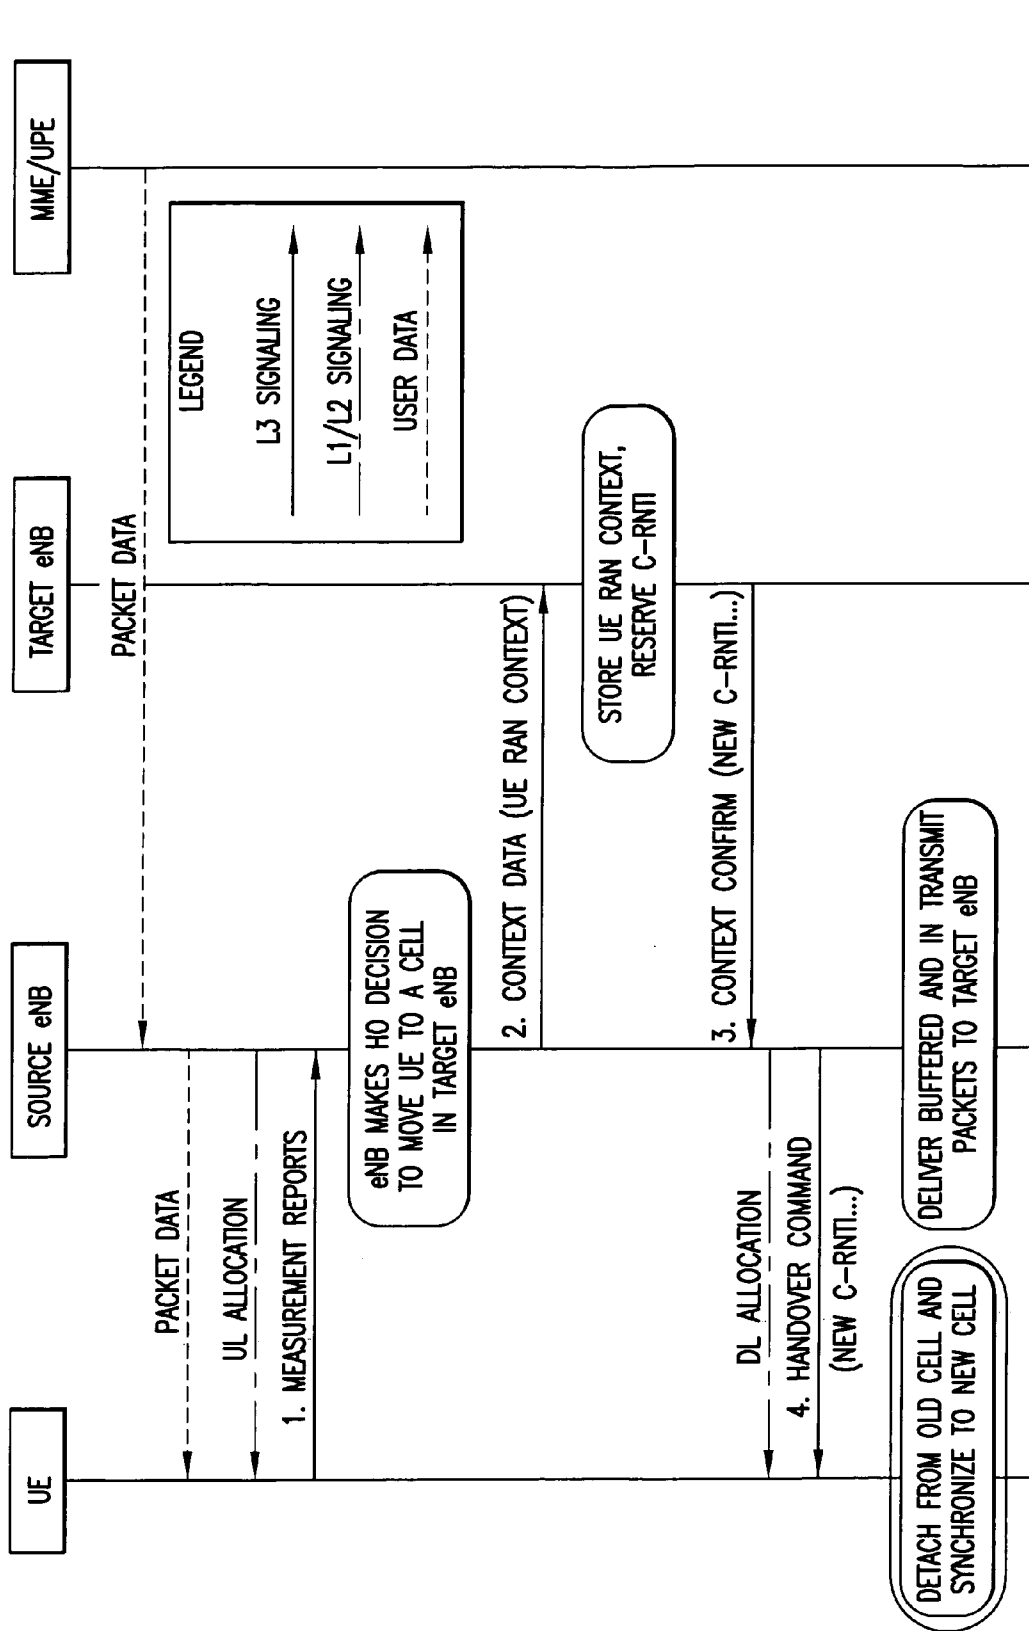 UE
SOURCE eNB
TARGET eNB
MME/UPE
PACKET DATA
PACKET DATA
LEGEND
L3 SIGNALING
L1/L2 SIGNALING
USER DATA
UL ALLOCATION
1. MEASUREMENT REPORTS
eNB MAKES HO DECISION
TO MOVE UE TO A CELL
IN TARGET eNB
2. CONTEXT DATA (UE RAN CONTEXT)
STORE UE RAN CONTEXT,
RESERVE C-RNTI
3. CONTEXT CONFIRM (NEW C-RNTI...)
DL ALLOCATION
4. HANDOVER COMMAND
(NEW C-RNTI...)
DETACH FROM OLD CELL AND
SYNCHRONIZE TO NEW CELL
DELIVER BUFFERED AND IN TRANSMIT
PACKETS TO TARGET eNB